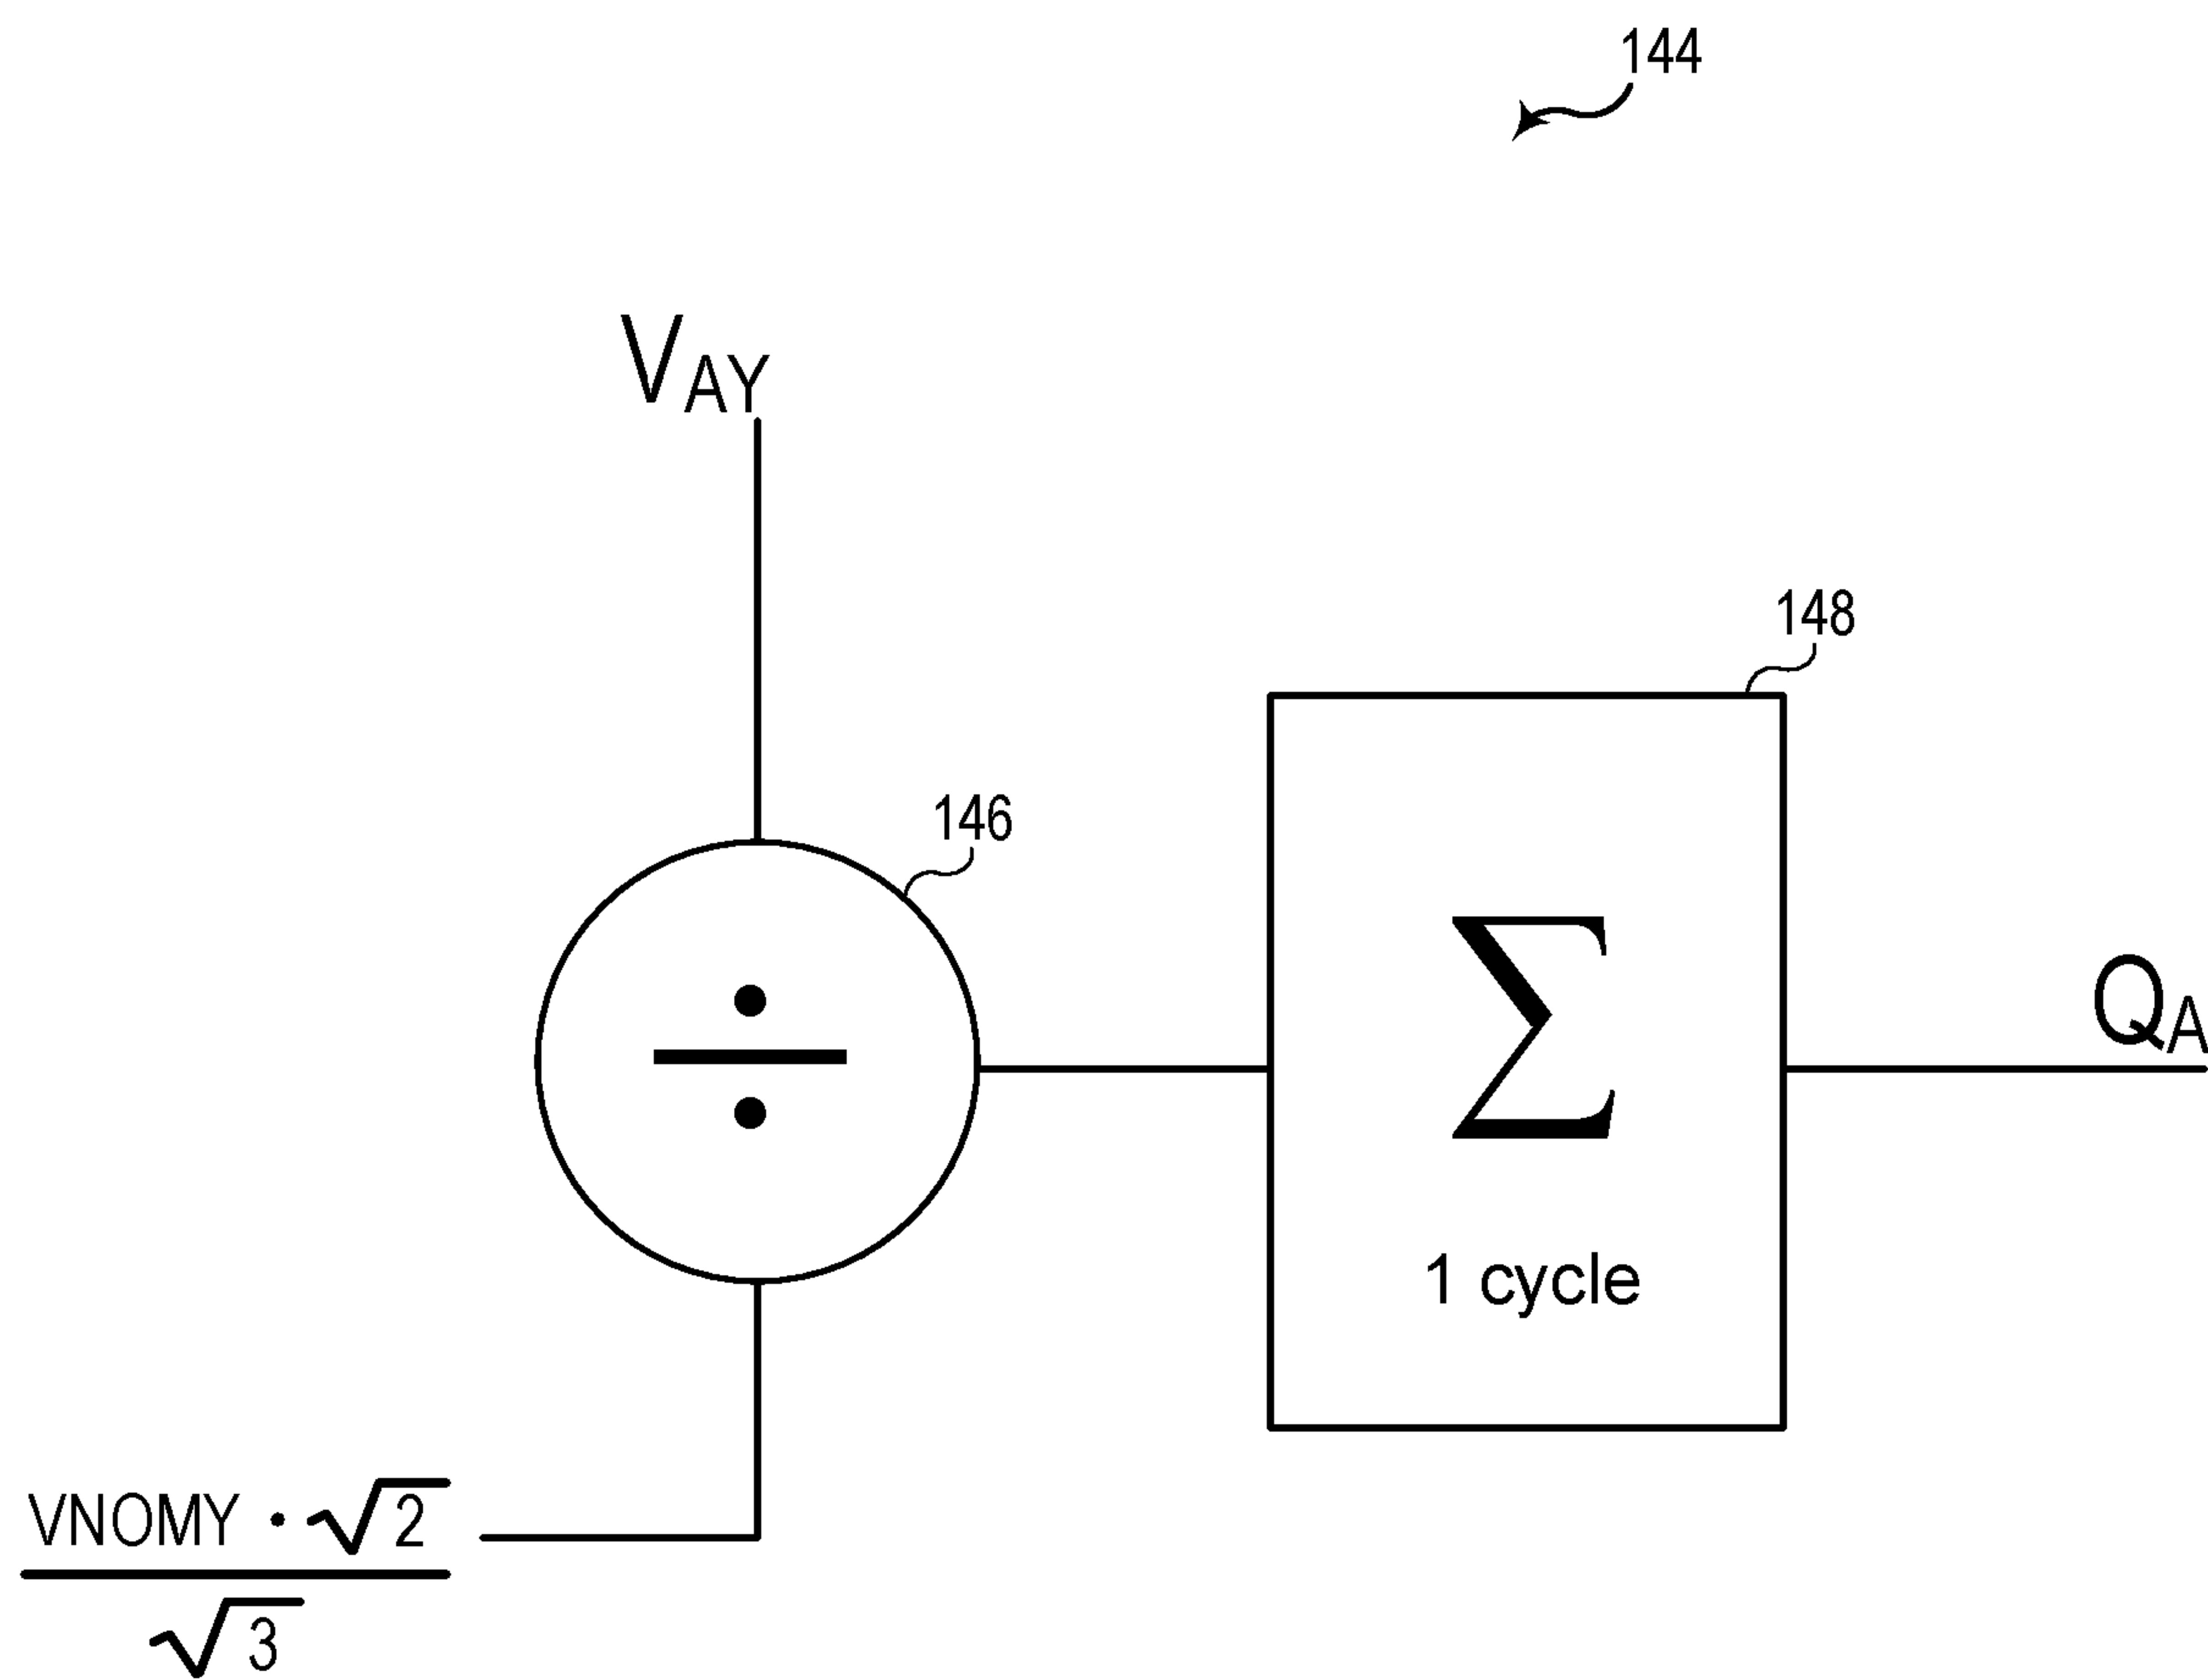 144
V_AY
148
146
÷
Σ
Q_A
1 cycle
VNOMY · √2
√3